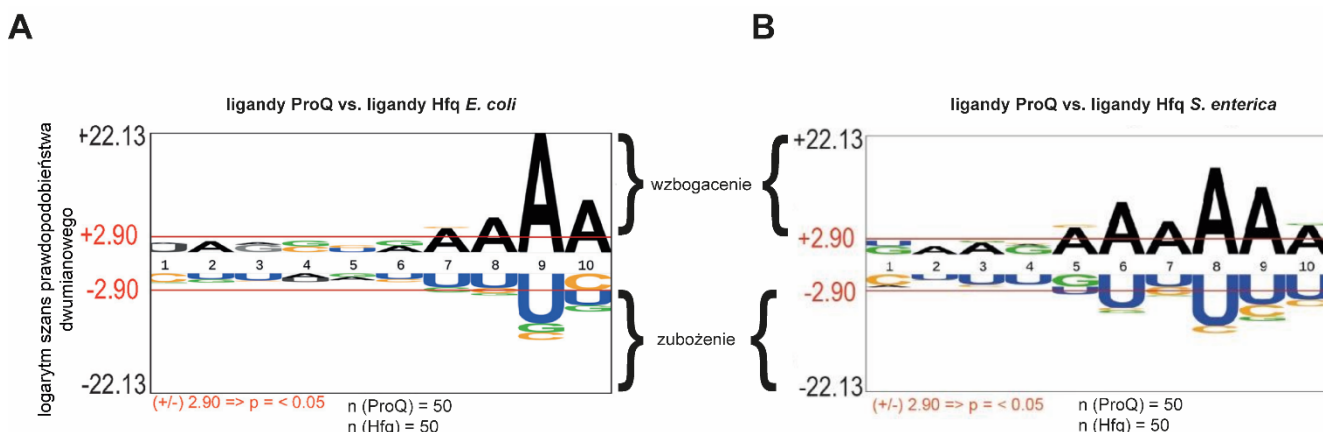 A
B
ligandy ProQ vs. ligandy Hfq E. coli
ligandy ProQ vs. ligandy Hfq S. enterica
logarytm szans prawdopodobieństwa
dwumianowego
+22.13
+2.90
-2.90
-22.13
1 2 3 4 5 6 7 8 9 10
wzbogacenie
zubożenie
+22.13
+2.90
-2.90
-22.13
1 2 3 4 5 6 7 8 9 10
(+/-) 2.90 => p = < 0.05
n (ProQ) = 50
n (Hfq) = 50
(+/-) 2.90 => p = < 0.05
n (ProQ) = 50
n (Hfq) = 50